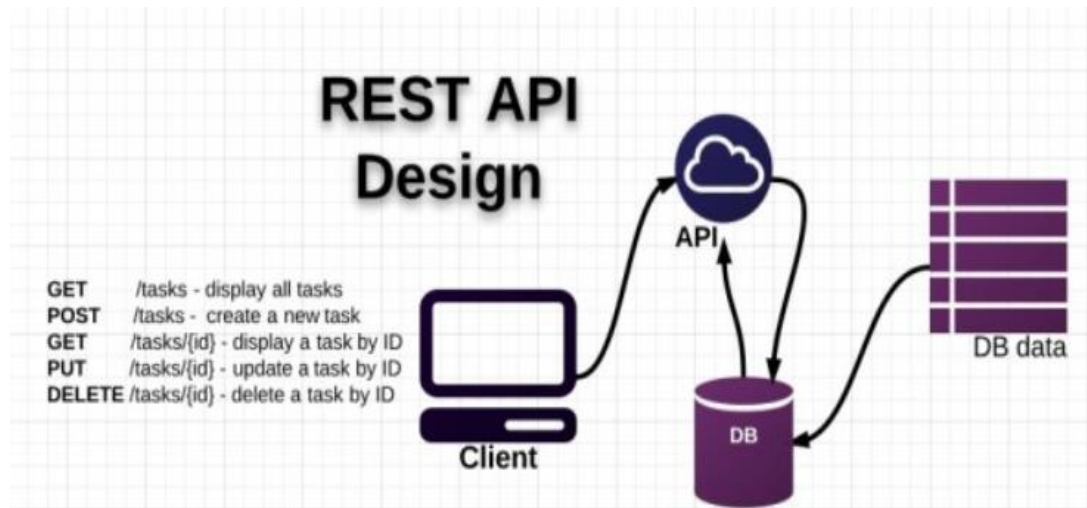 REST API
Design
API
GET /tasks - display all tasks
POST /tasks - create a new task
GET /tasks/{id} - display a task by ID
PUT /tasks/{id} - update a task by ID
DELETE /tasks/{id} - delete a task by ID
Client
DB
DB data